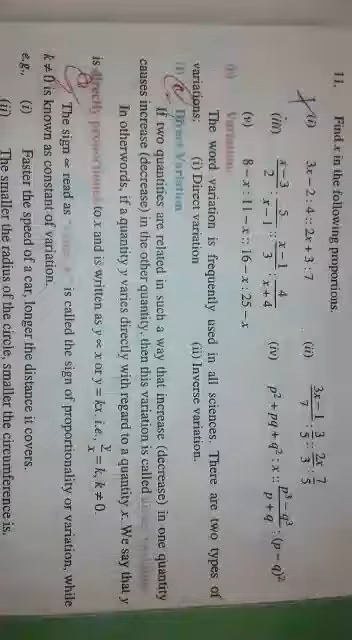 11. Find x in the following proportions.
(i) 3x − 2 : 4 :: 2x + 3 : 7 (ii) (3x − 1)/7 : 3/5 :: 2x/3 : 7/5
(iii) (x − 3)/2 : 5/(x − 1) :: (x − 1)/3 : 4/(x + 4) (iv) p² + pq + q² : x :: (p³ − q³)/(p + q) : (p − q)²
(v) 8 − x : 11 − x :: 16 − x : 25 − x
Variation:
The word variation is frequently used in all sciences. There are two types of
variations: (i) Direct variation (ii) Inverse variation.
(i) Direct Variation
If two quantities are related in such a way that increase (decrease) in one quantity
causes increase (decrease) in the other quantity, then this variation is called
In otherwords, if a quantity y varies directly with regard to a quantity x. We say that y
is directly proportional to x and is written as y ∝ x or y = kx i.e., y/x = k, k ≠ 0.
The sign ∝ read as is called the sign of proportionality or variation, while
k ≠ 0 is known as constant of variation.
e.g., (i) Faster the speed of a car, longer the distance it covers.
(ii) The smaller the radius of the circle, smaller the circumference is.